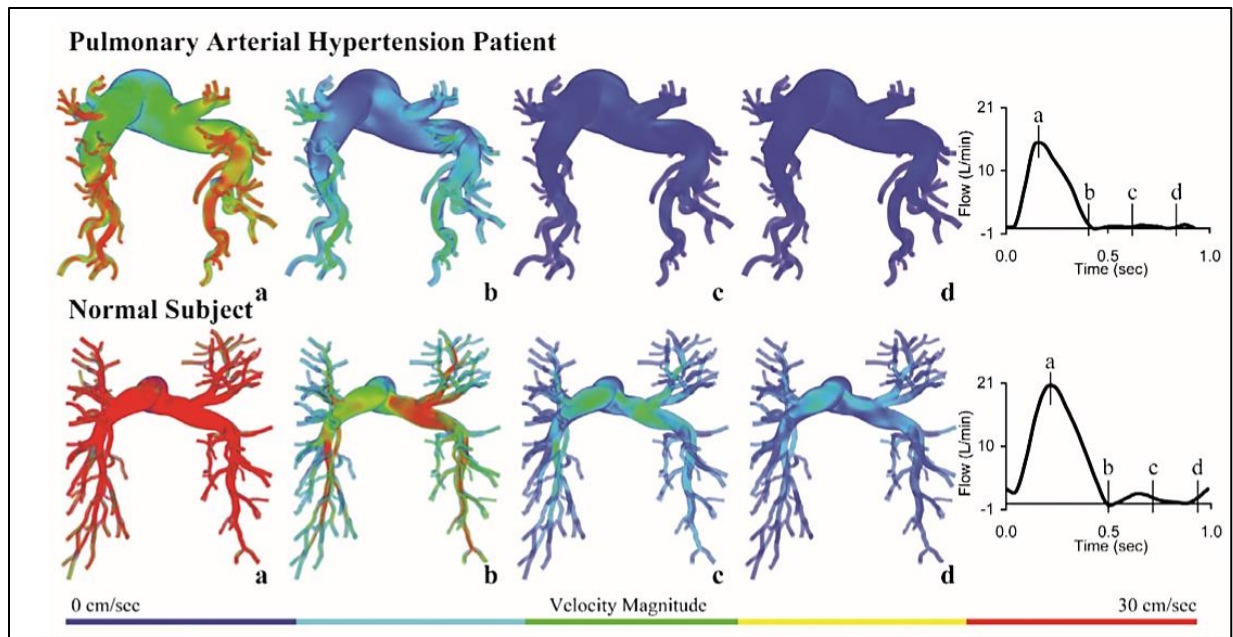 Pulmonary Arterial Hypertension Patient
a
b
c
d
21
10
-1
Flow (L/min)
a
b
c
d
0.0
0.5
1.0
Time (sec)
Normal Subject
a
b
c
d
21
10
-1
Flow (L/min)
a
b
c
d
0.0
0.5
1.0
Time (sec)
0 cm/sec
Velocity Magnitude
30 cm/sec